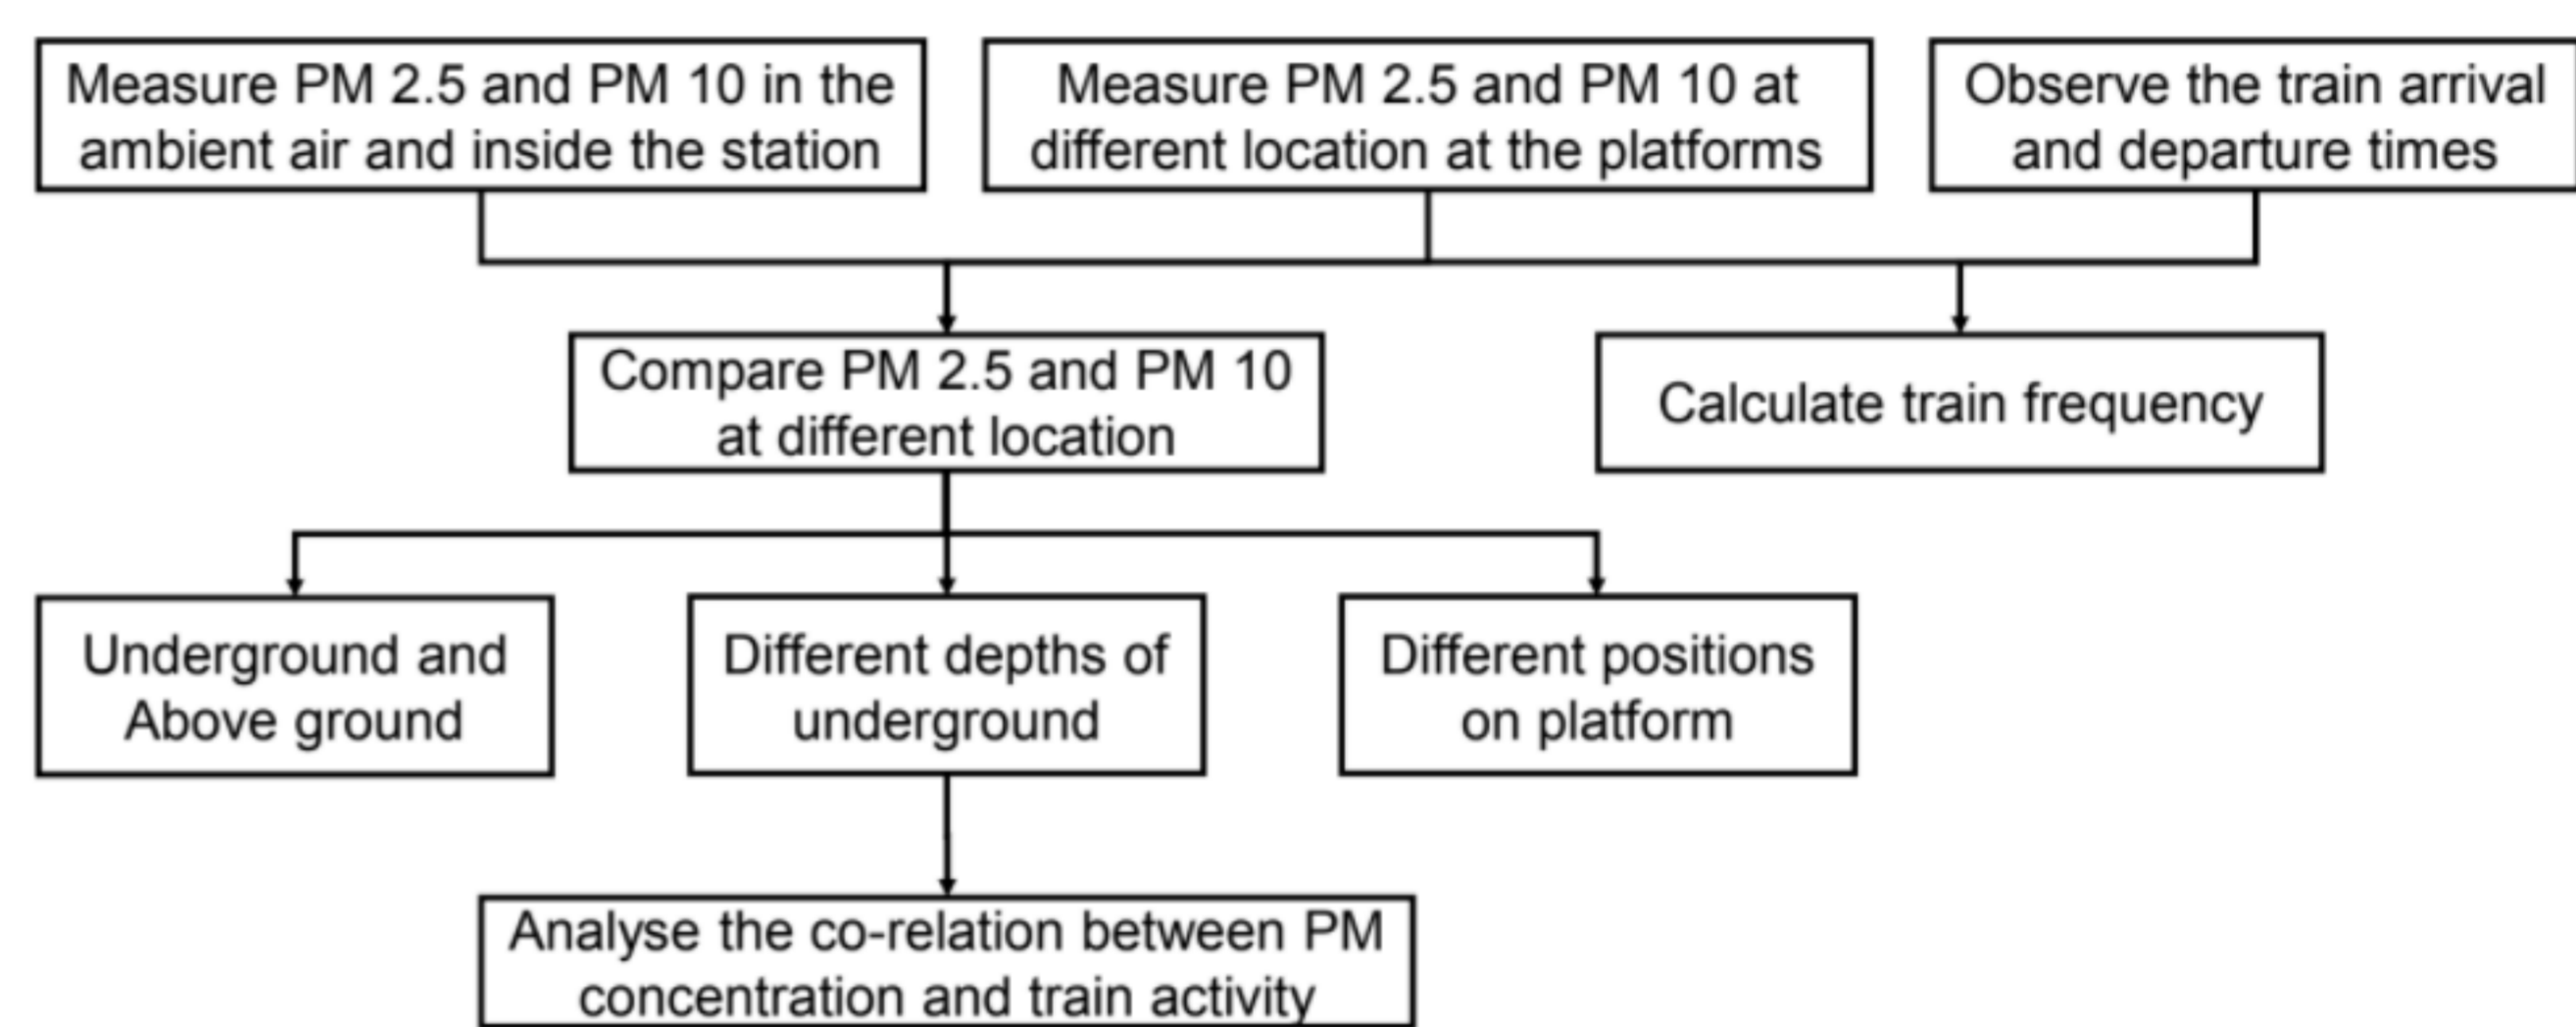 Measure PM 2.5 and PM 10 in the
ambient air and inside the station
Measure PM 2.5 and PM 10 at
different location at the platforms
Observe the train arrival
and departure times
Compare PM 2.5 and PM 10
at different location
Calculate train frequency
Underground and
Above ground
Different depths of
underground
Different positions
on platform
Analyse the co-relation between PM
concentration and train activity